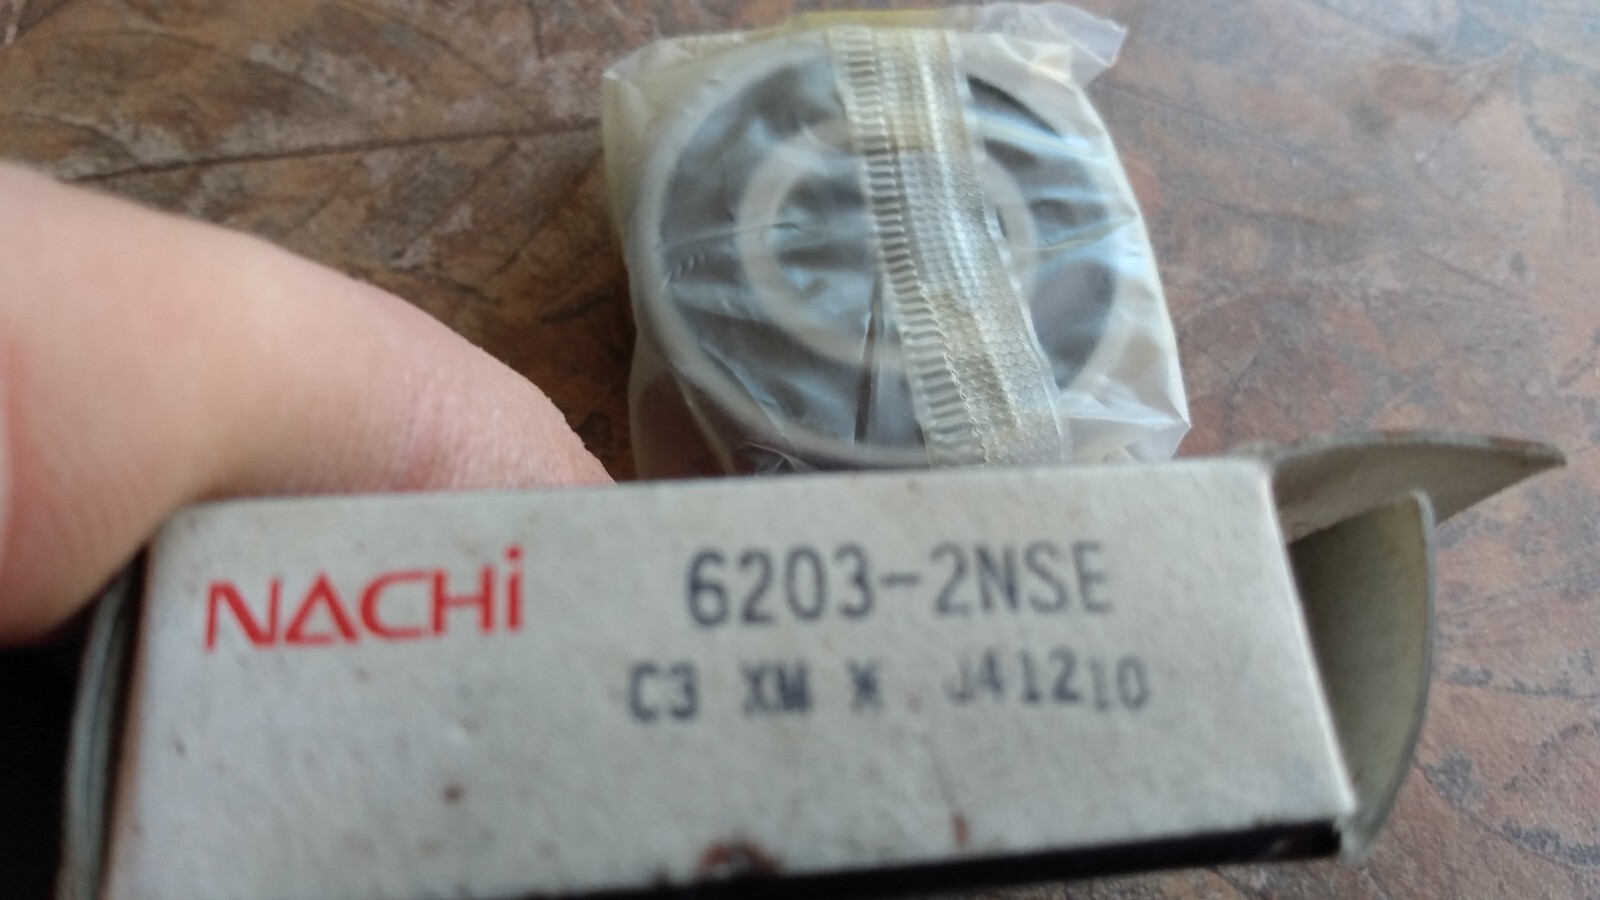 NACHi
6203-2NSE
C3 XM * J41210